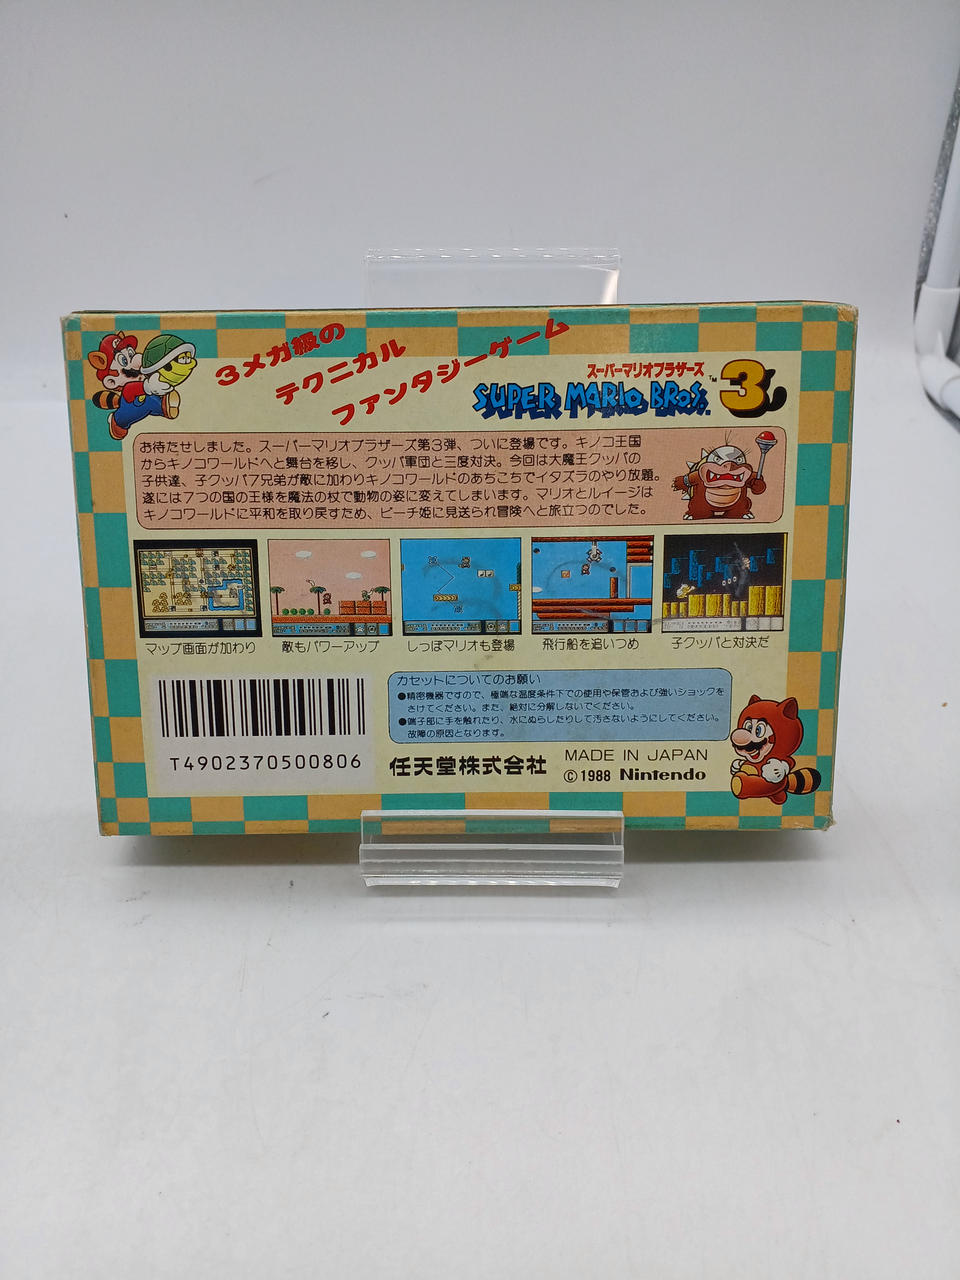 3メガ級の
テクニカル
ファンタジーゲーム
スーパーマリオブラザーズ
SUPER MARIO BROS.™ 3
お待たせしました。スーパーマリオブラザーズ第3弾、ついに登場です。キノコ王国
からキノコワールドへと舞台を移し、クッパ軍団と三度対決。今回は大魔王クッパの
子供達、子クッパ7兄弟が敵に加わりキノコワールドのあちこちでイタズラのやり放題。
遂には7つの国の王様を魔法の杖で動物の姿に変えてしまいます。マリオとルイージは
キノコワールドに平和を取り戻すため、ピーチ姫に見送られ冒険へと旅立つのでした。
マップ画面が加わり
敵もパワーアップ
しっぽマリオも登場
飛行船を追いつめ
子クッパと対決だ
カセットについてのお願い
●精密機器ですので、極端な温度条件下での使用や保管および強いショックを
さけてください。また、絶対に分解しないでください。
●端子部に手を触れたり、水にぬらしたりして汚さないようにしてください。
故障の原因となります。
T4902370500806
任天堂株式会社
MADE IN JAPAN
©1988 Nintendo